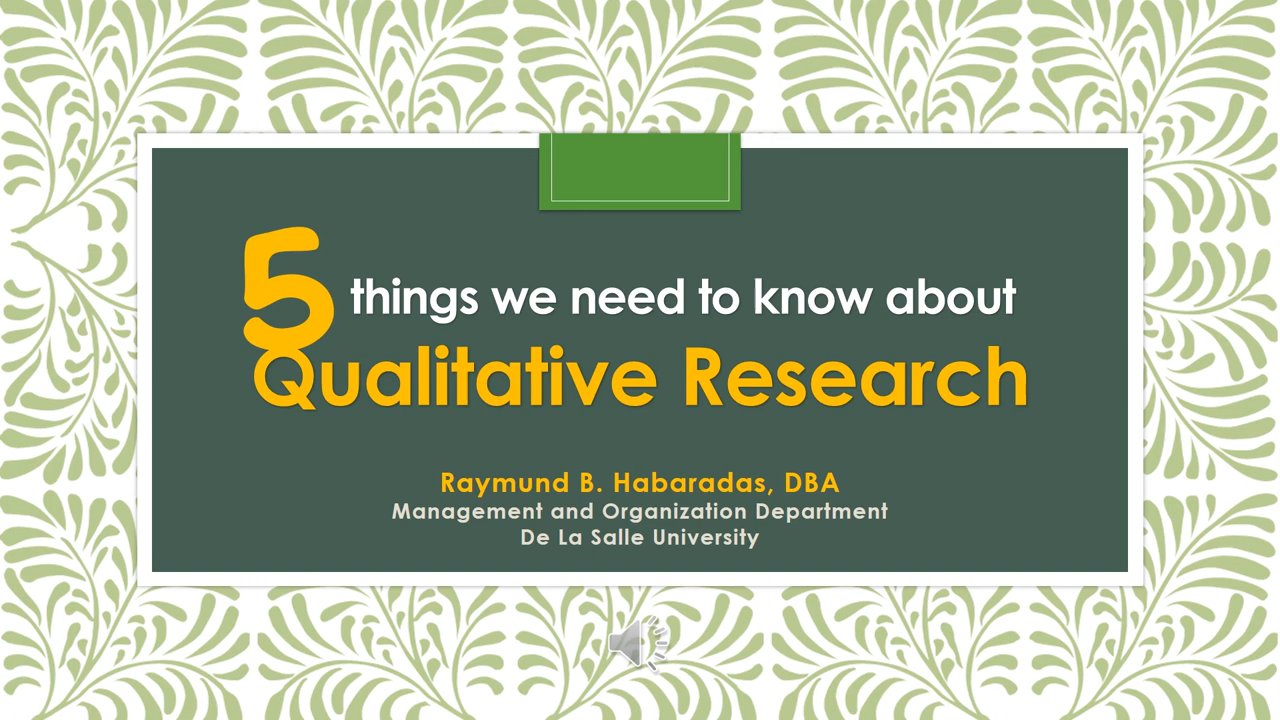 5 things we need to know about
Qualitative Research
Raymund B. Habaradas, DBA
Management and Organization Department
De La Salle University